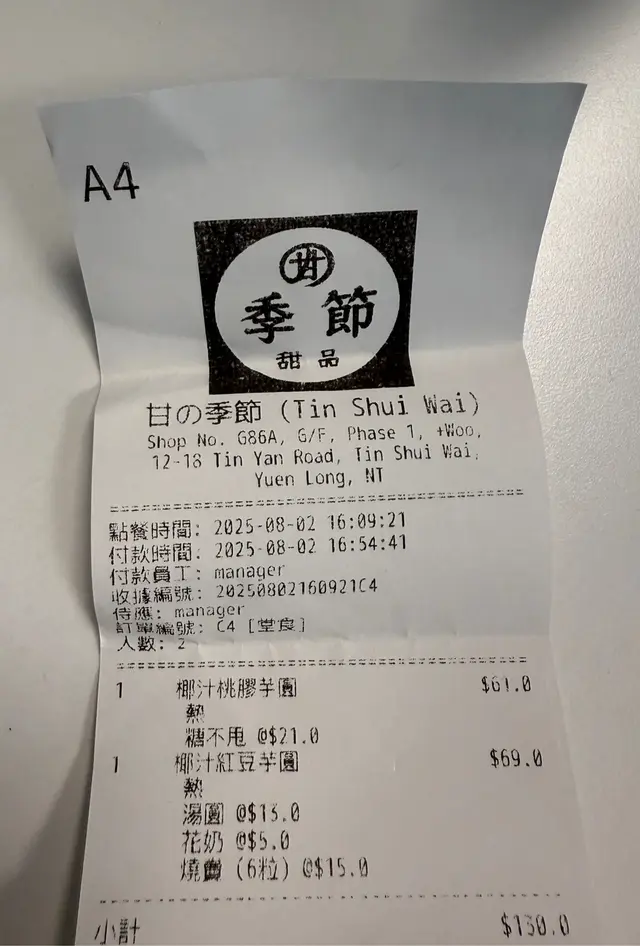 A4
甘
季節
甜品
甘の季節 (Tin Shui Wai)
Shop No. G86A, G/F, Phase 1, +Woo,
12-18 Tin Yan Road, Tin Shui Wai,
Yuen Long, NT
點餐時間: 2025-08-02 16:09:21
付款時間: 2025-08-02 16:54:41
付款員工: manager
收據編號: 20250802160921C4
侍應: manager
訂單編號: C4 [堂食]
人數: 2
1 椰汁桃膠芋圓 $61.0
熱
糖不甩 @$21.0
1 椰汁紅豆芋圓 $69.0
熱
湯圓 @$13.0
花奶 @$5.0
燒賣 (6粒) @$15.0
小計 $130.0